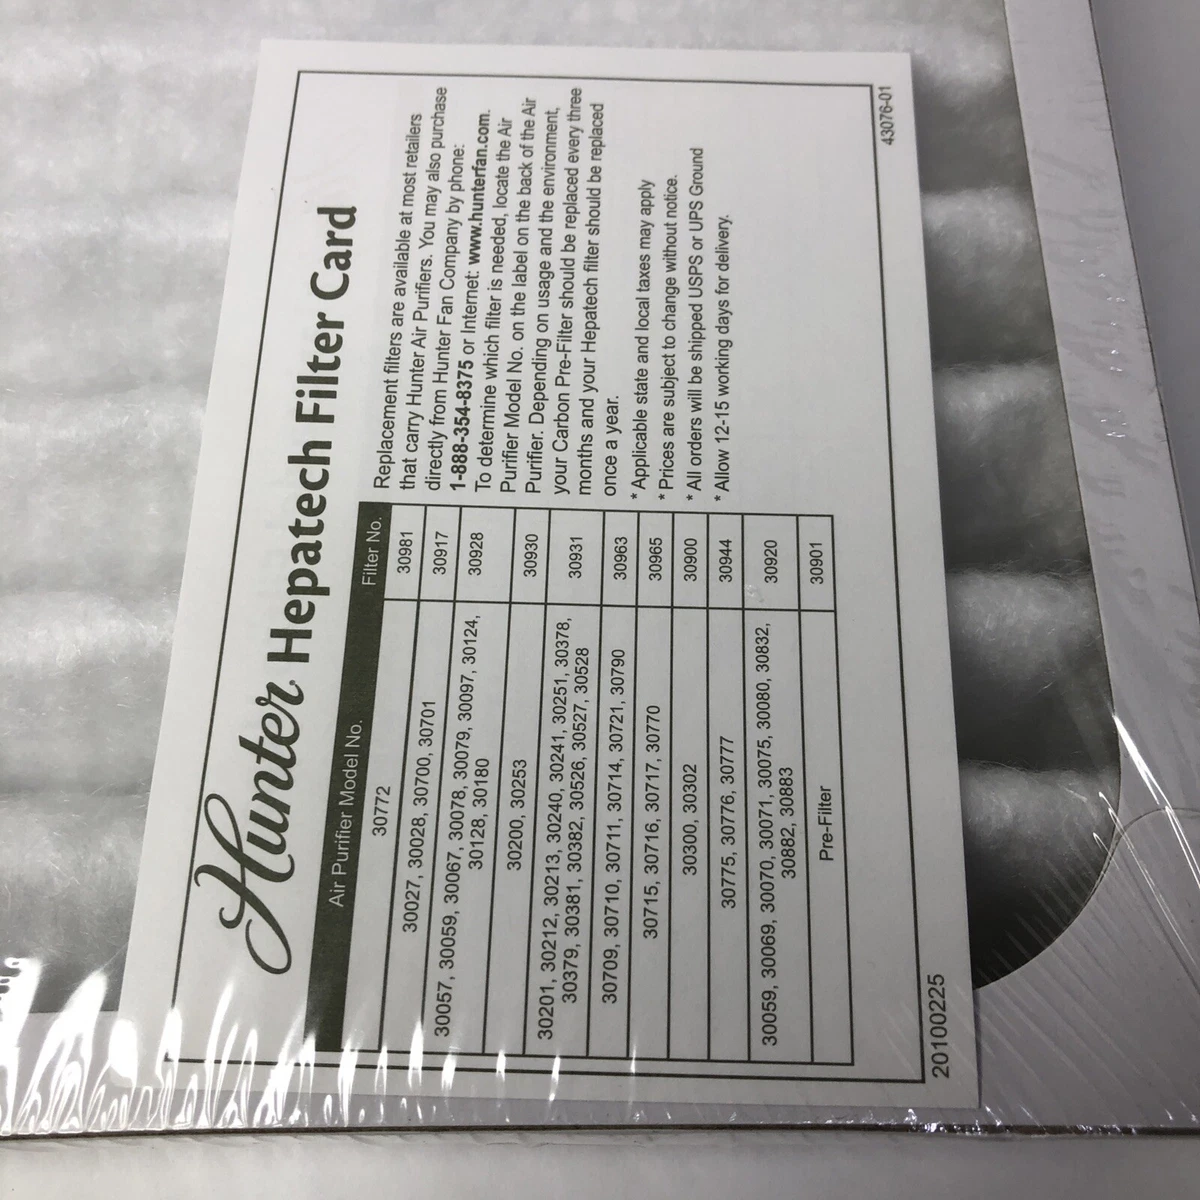 Hunter Hepatech Filter Card
Air Purifier Model No. Filter No.
30772 30981
30027, 30028, 30700, 30701 30917
30057, 30059, 30067, 30078, 30079, 30097, 30124, 30928
30128, 30180
30200, 30253 30930
30201, 30212, 30213, 30240, 30241, 30251, 30378, 30931
30379, 30381, 30382, 30526, 30527, 30528
30709, 30710, 30711, 30714, 30721, 30790 30963
30715, 30716, 30717, 30770 30965
30300, 30302 30900
30775, 30776, 30777 30944
30059, 30069, 30070, 30071, 30075, 30080, 30832, 30920
30882, 30883
Pre-Filter 30901
Replacement filters are available at most retailers
that carry Hunter Air Purifiers. You may also purchase
directly from Hunter Fan Company by phone:
1-888-354-8375 or Internet: www.hunterfan.com.
To determine which filter is needed, locate the Air
Purifier Model No. on the label on the back of the Air
Purifier. Depending on usage and the environment,
your Carbon Pre-Filter should be replaced every three
months and your Hepatech filter should be replaced
once a year.
* Applicable state and local taxes may apply
* Prices are subject to change without notice.
* All orders will be shipped USPS or UPS Ground
* Allow 12-15 working days for delivery.
20100225
43076-01